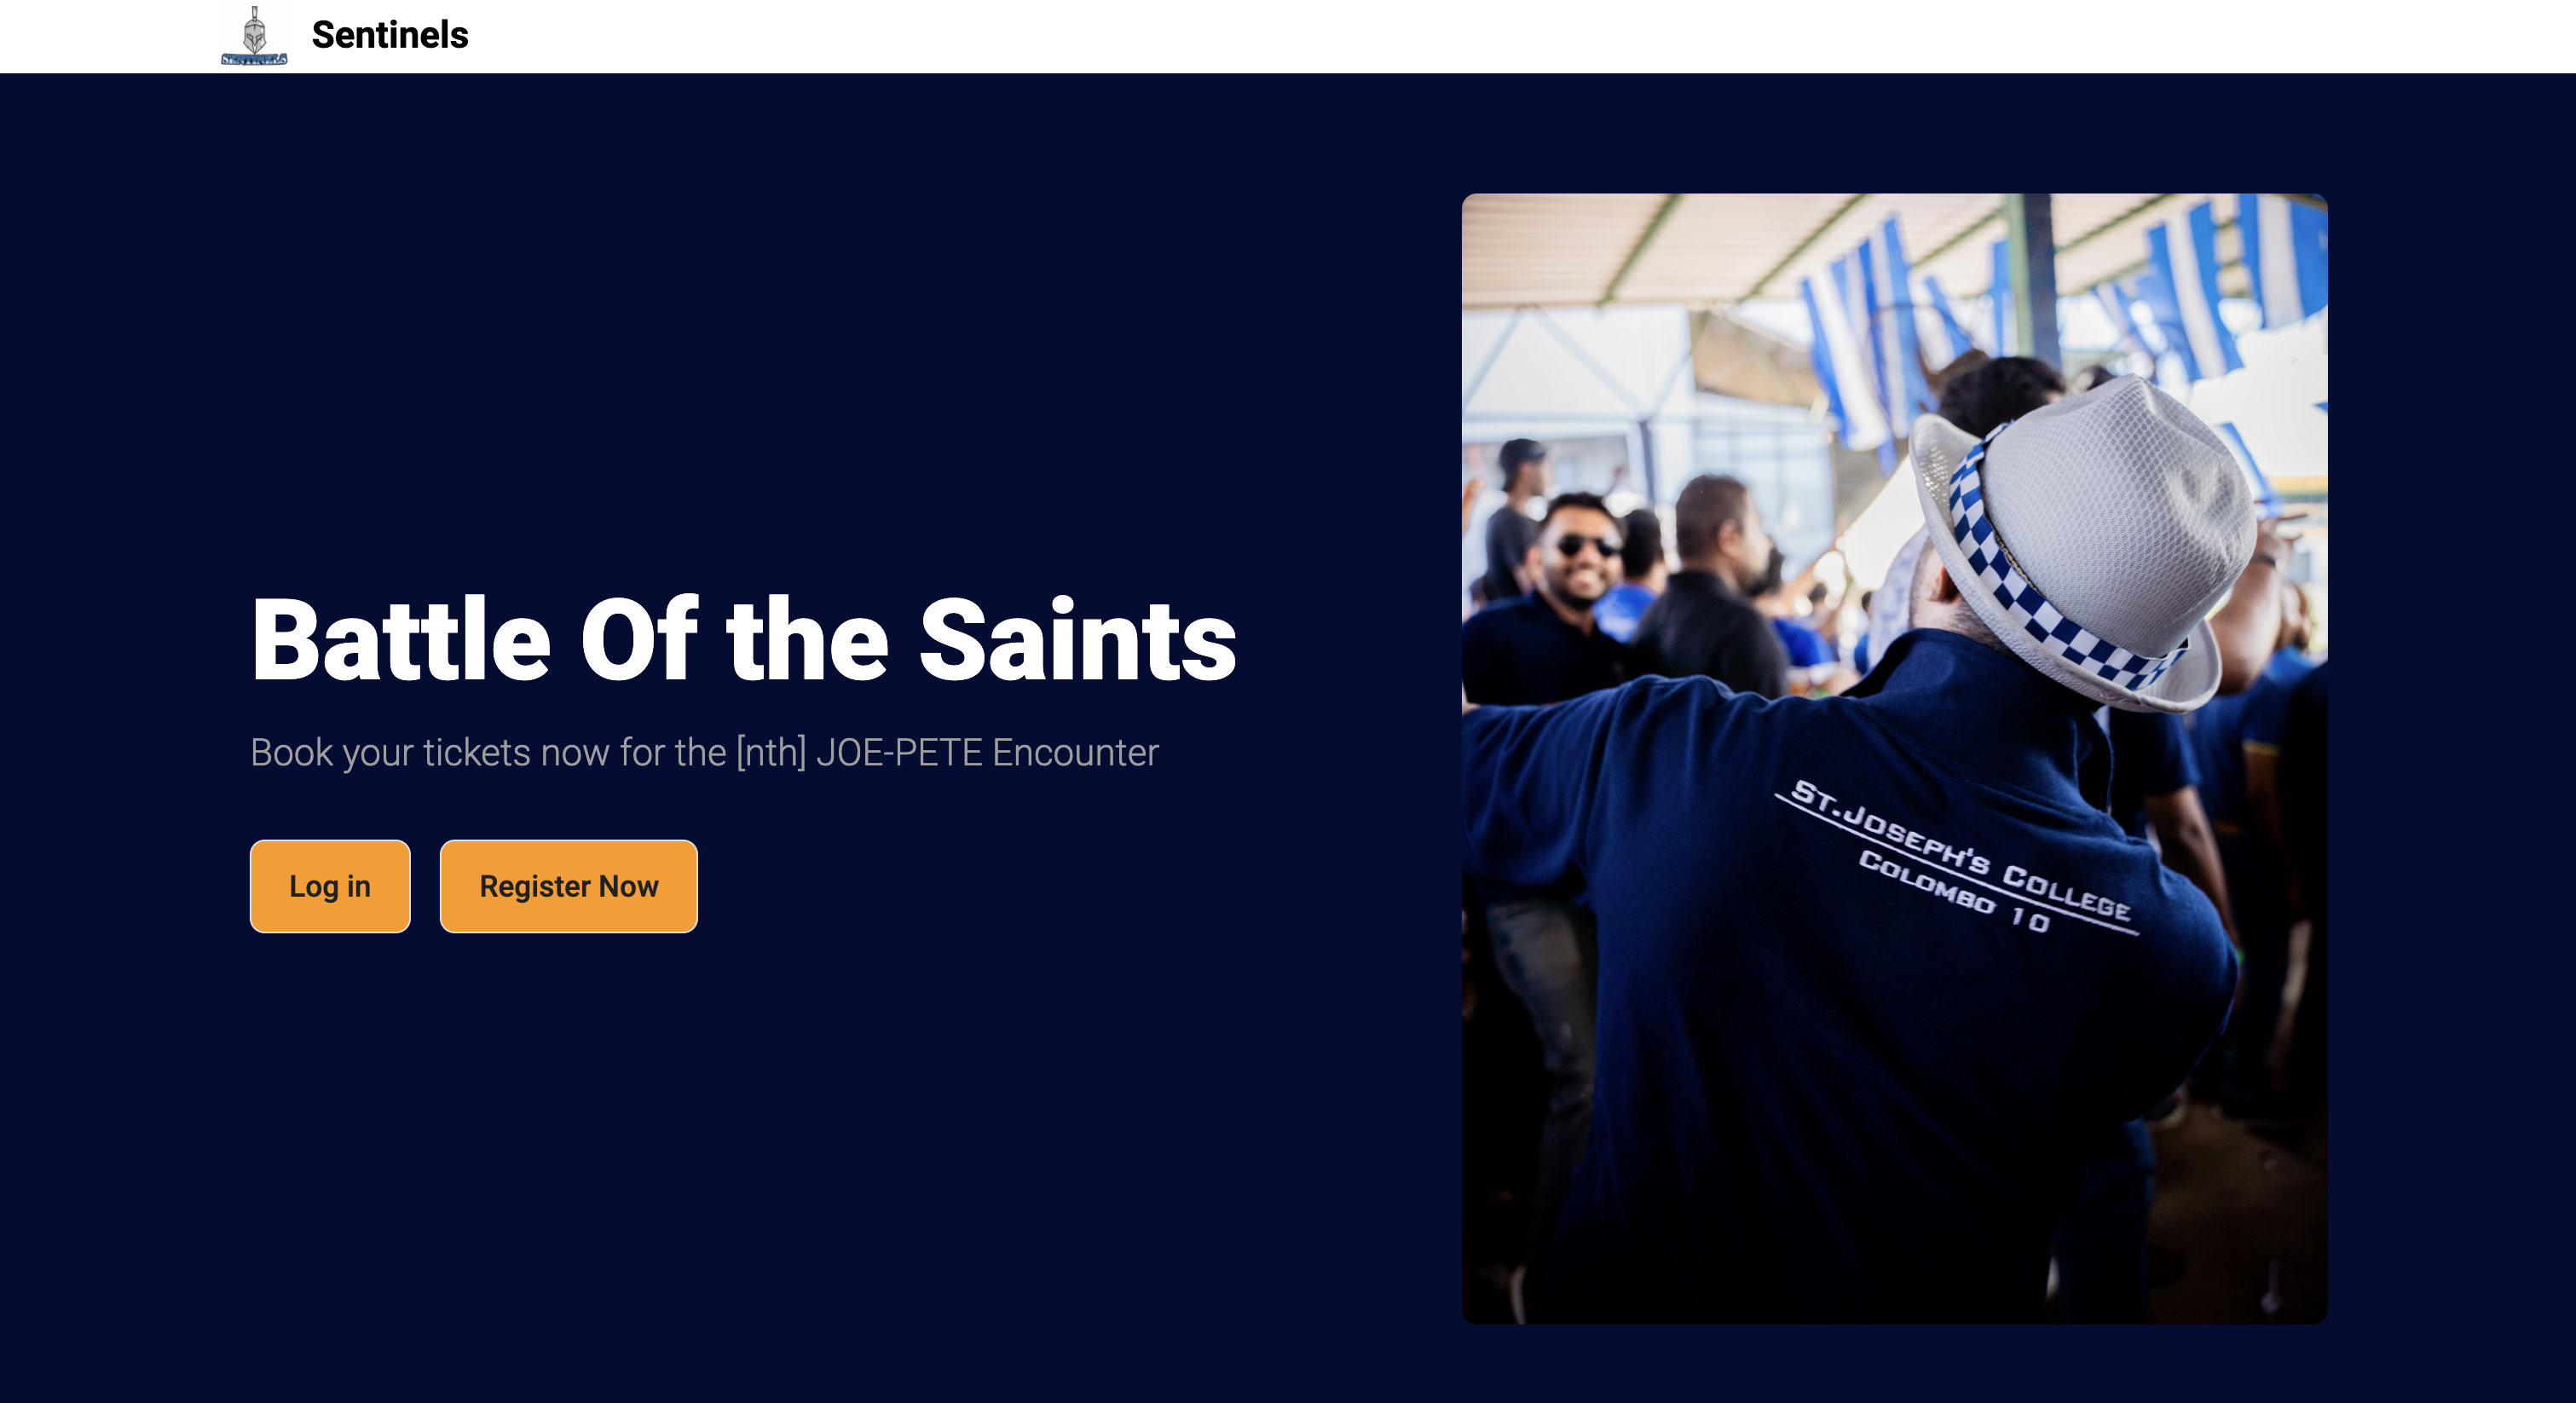 SENTINELS
Sentinels
Battle Of the Saints
Book your tickets now for the [nth] JOE-PETE Encounter
Log in
Register Now
ST.JOSEPH'S COLLEGE
COLOMBO 10